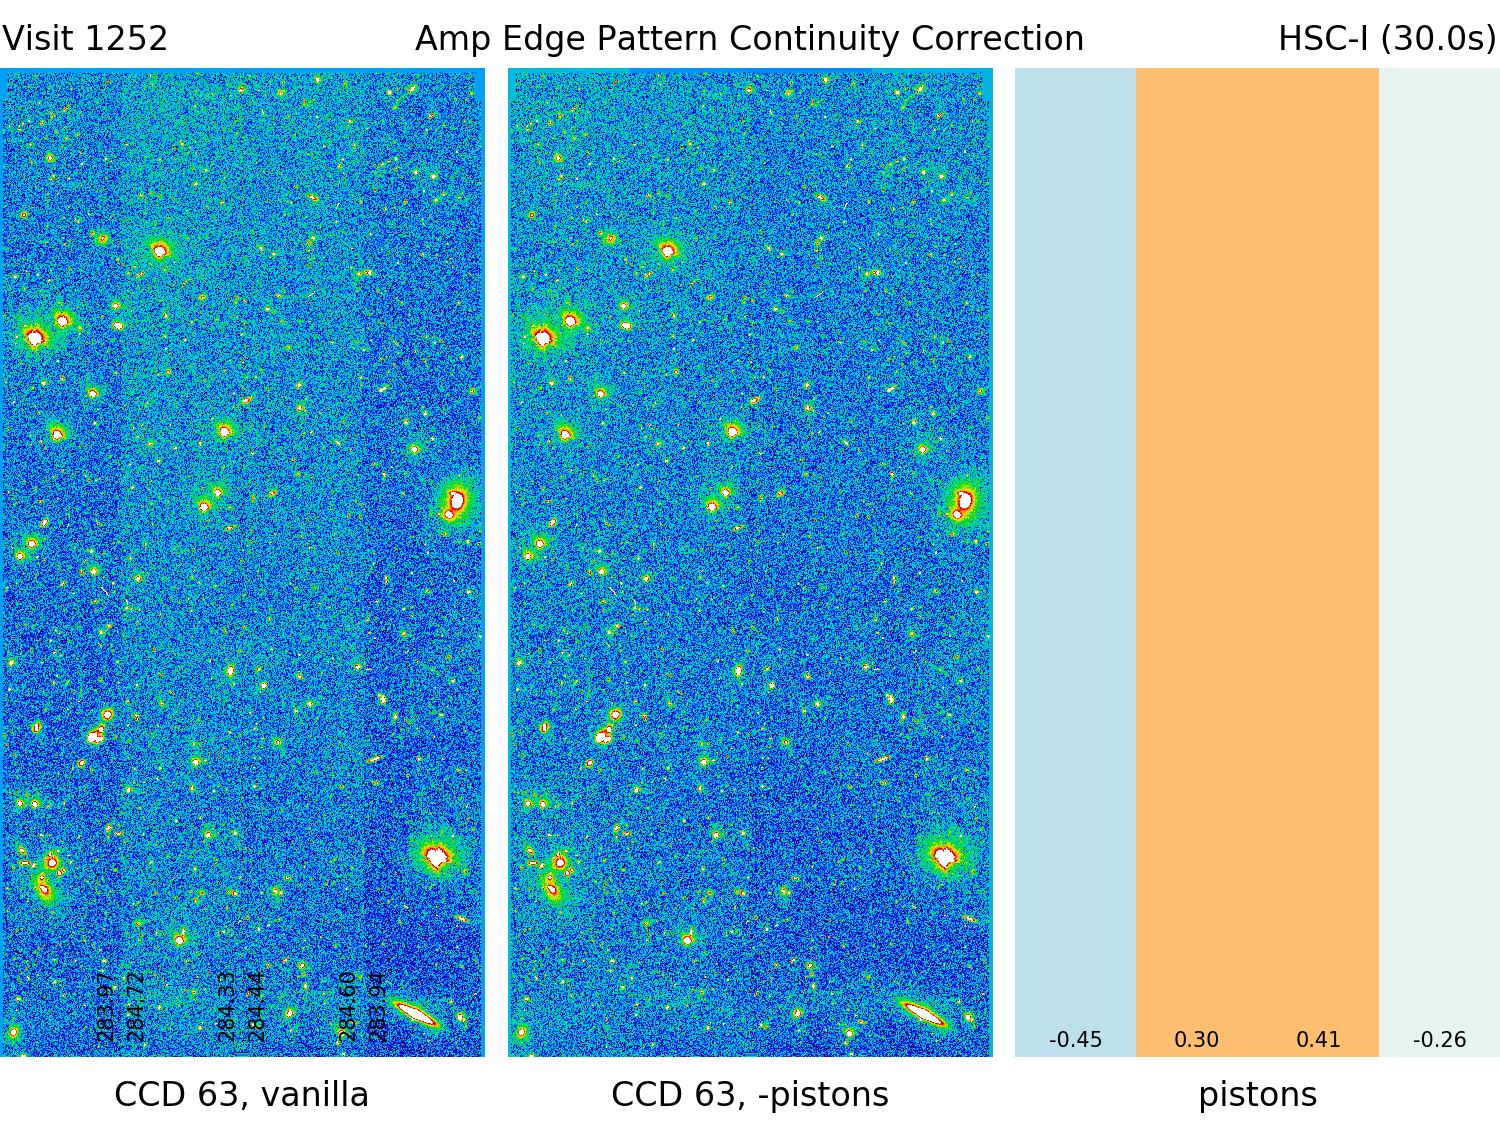 Visit 1252
Amp Edge Pattern Continuity Correction
HSC-I (30.0s)
283.97
284.72
284.33
284.44
284.60
283.94
-0.45
0.30
0.41
-0.26
CCD 63, vanilla
CCD 63, -pistons
pistons